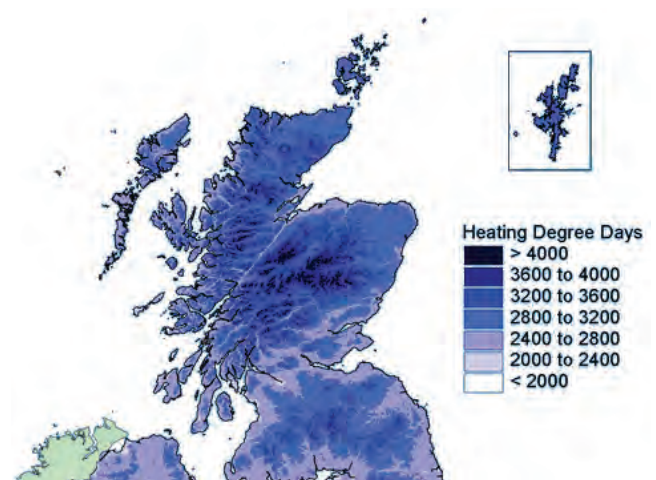 Heating Degree Days
> 4000
3600 to 4000
3200 to 3600
2800 to 3200
2400 to 2800
2000 to 2400
< 2000